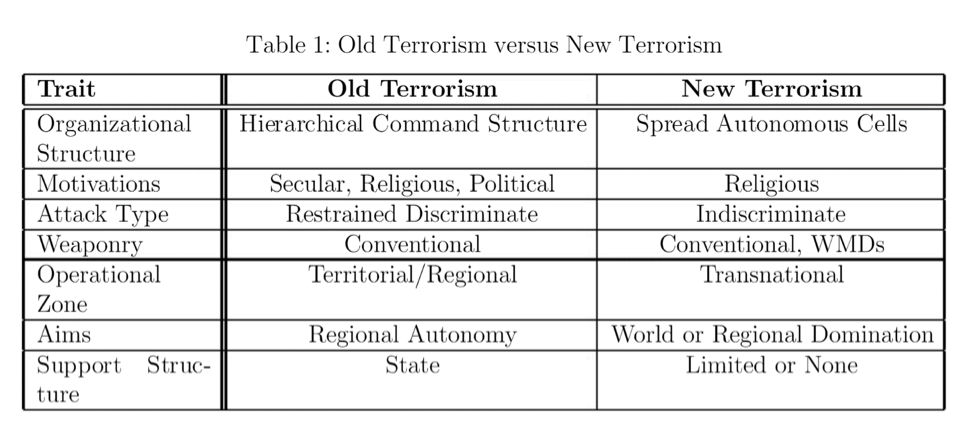 Table 1: Old Terrorism versus New Terrorism
Trait Old Terrorism New Terrorism
Organizational Hierarchical Command Structure Spread Autonomous Cells
Structure
Motivations Secular, Religious, Political Religious
Attack Type Restrained Discriminate Indiscriminate
Weaponry Conventional Conventional, WMDs
Operational Territorial/Regional Transnational
Zone
Aims Regional Autonomy World or Regional Domination
Support Struc- State Limited or None
ture